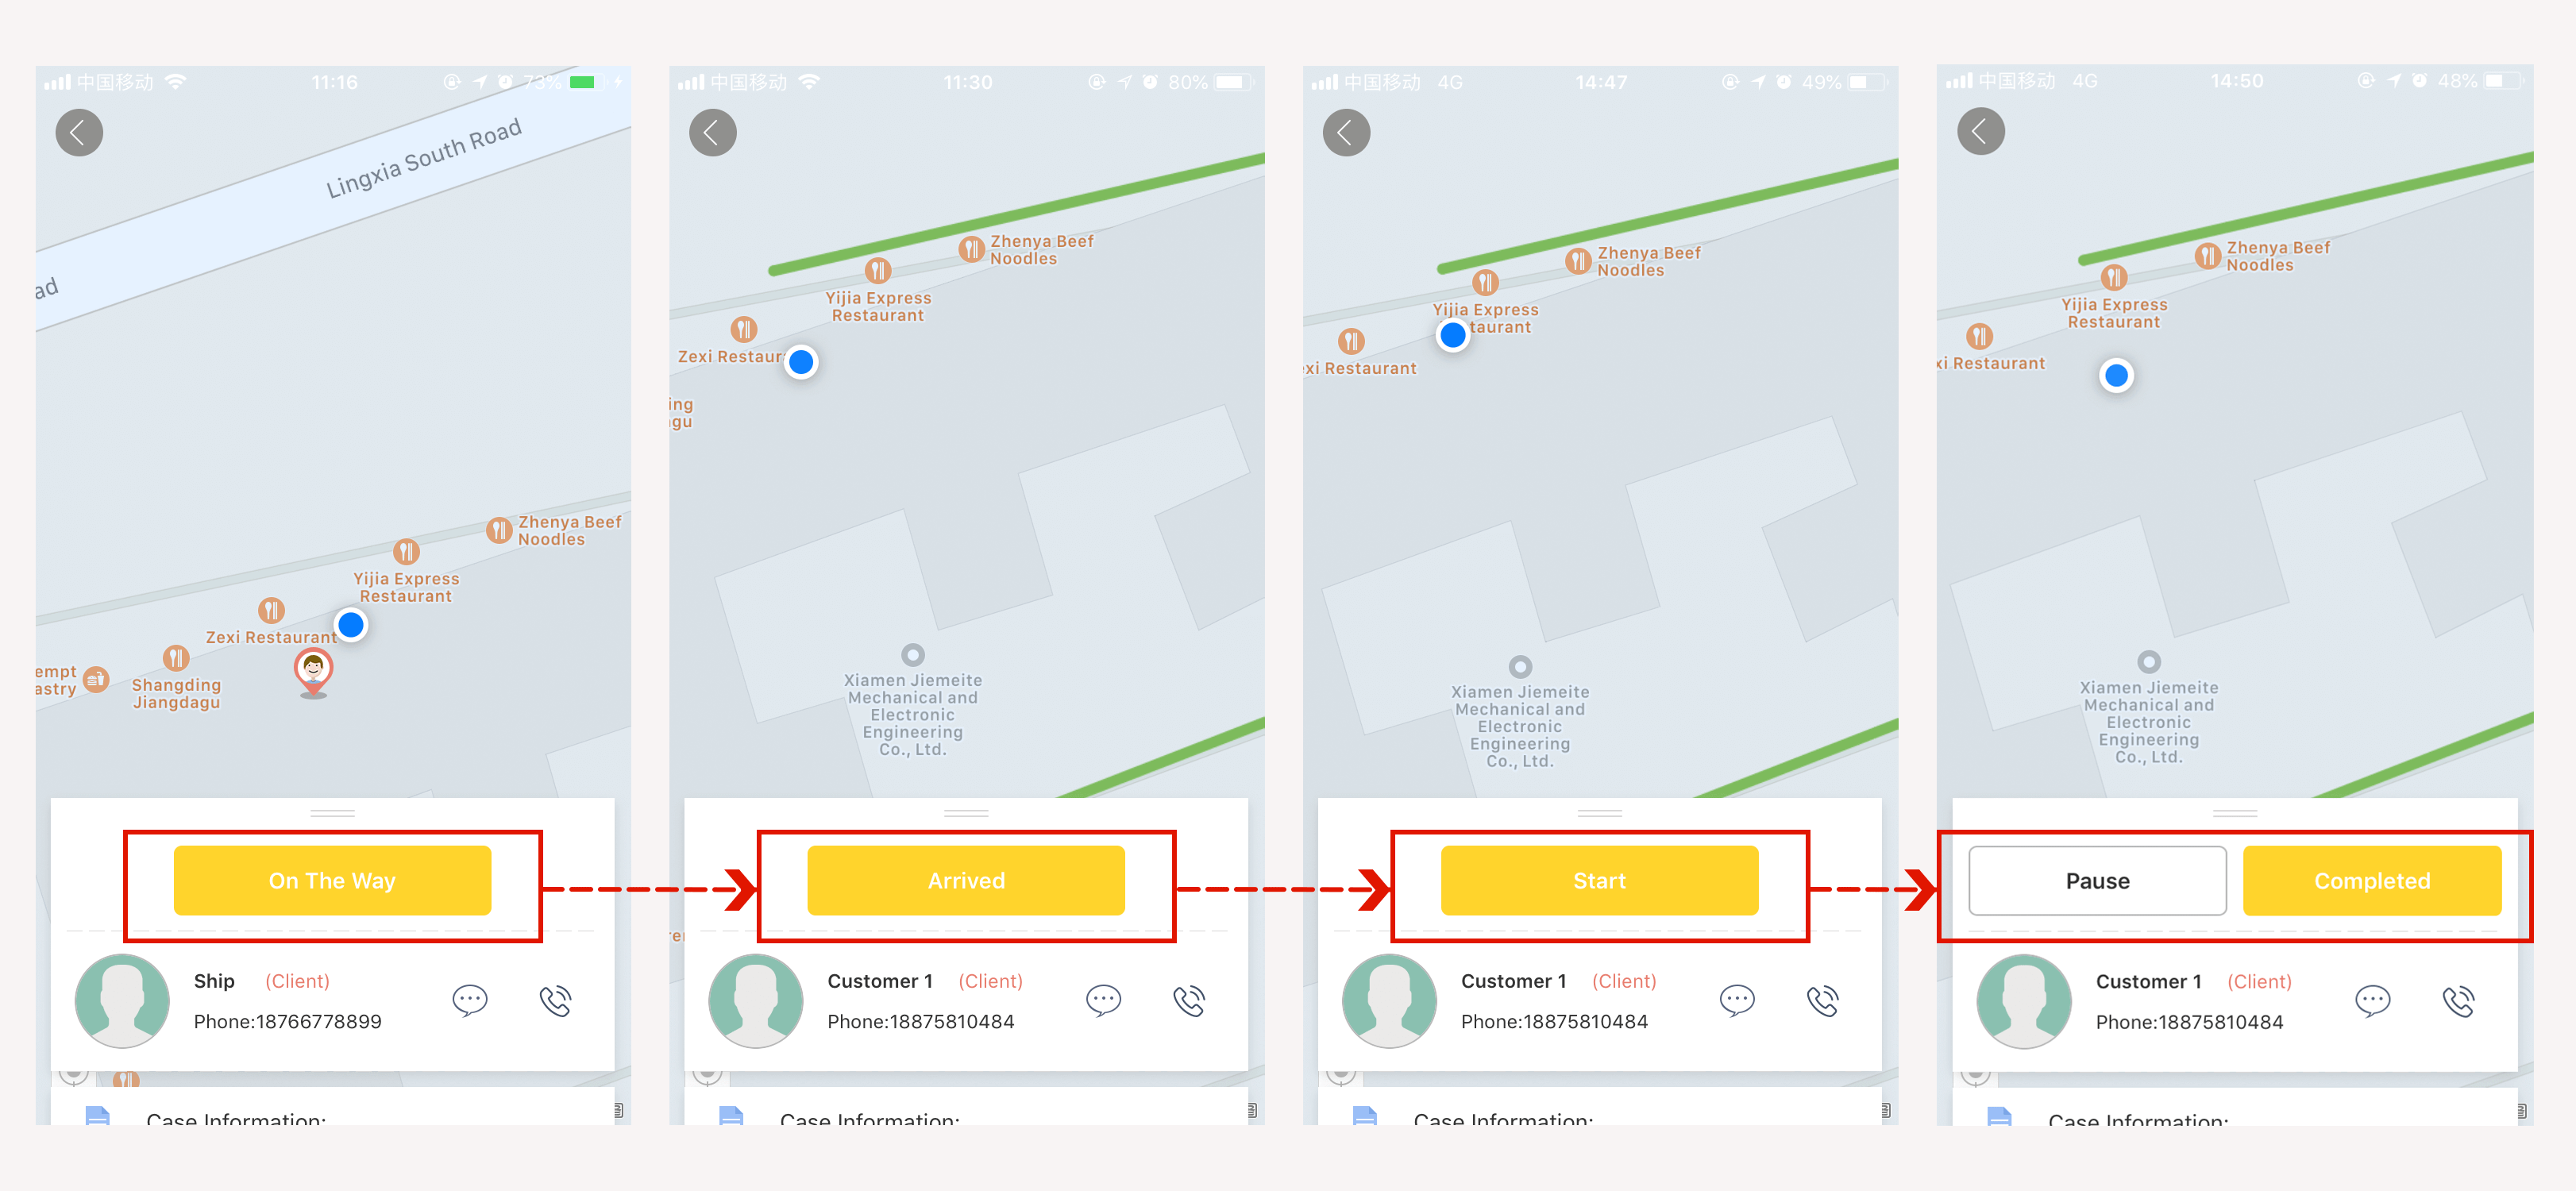 中国移动 11:16 73%
Lingxia South Road
ad
Zhenya Beef
Noodles
Yijia Express
Restaurant
Zexi Restaurant
empt
astry
Shangding
Jiangdagu
On The Way
Ship (Client)
Phone:18766778899
Case Information:
中国移动 11:30 80%
Zhenya Beef
Noodles
Yijia Express
Restaurant
Zexi Restaur
ing
gu
Xiamen Jiemeite
Mechanical and
Electronic
Engineering
Co., Ltd.
Arrived
Customer 1 (Client)
Phone:18875810484
Case Information:
中国移动 4G 14:47 49%
Zhenya Beef
Noodles
Yijia Express
taurant
xi Restaurant
Xiamen Jiemeite
Mechanical and
Electronic
Engineering
Co., Ltd.
Start
Customer 1 (Client)
Phone:18875810484
Case Information:
中国移动 4G 14:50 48%
Zhenya Beef
Noodles
Yijia Express
Restaurant
xi Restaurant
Xiamen Jiemeite
Mechanical and
Electronic
Engineering
Co., Ltd.
Pause Completed
Customer 1 (Client)
Phone:18875810484
Case Information: